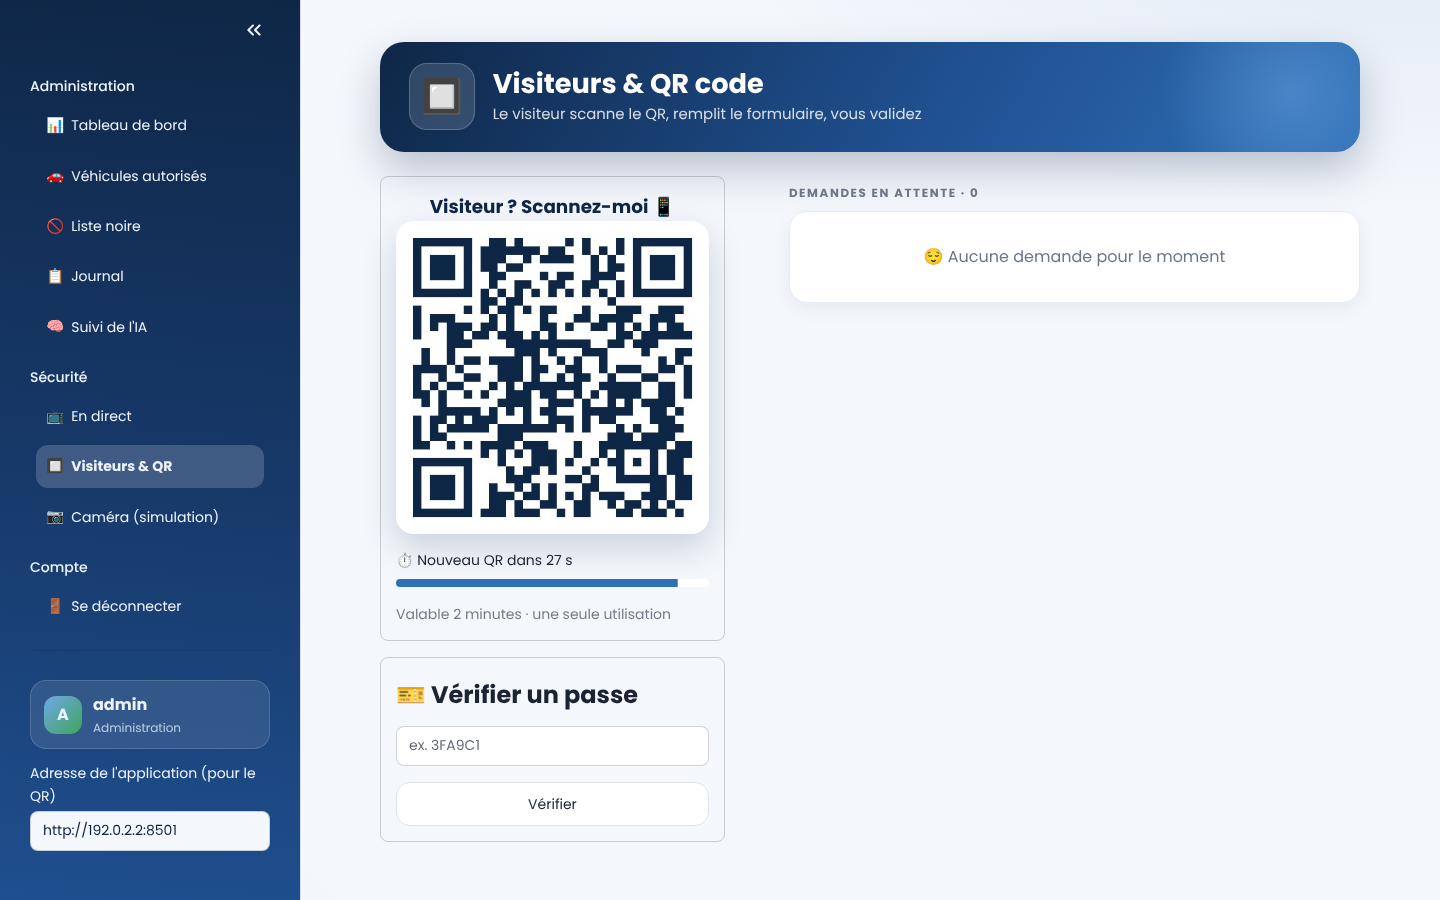 Administration
📊 Tableau de bord
🚗 Véhicules autorisés
🚫 Liste noire
📋 Journal
🧠 Suivi de l'IA
Sécurité
📺 En direct
🔲 Visiteurs & QR
📷 Caméra (simulation)
Compte
🚪 Se déconnecter
A
admin
Administration
Adresse de l'application (pour le
QR)
http://192.0.2.2:8501
Visiteurs & QR code
Le visiteur scanne le QR, remplit le formulaire, vous validez
Visiteur ? Scannez-moi 📱
⏱️ Nouveau QR dans 27 s
Valable 2 minutes · une seule utilisation
🎫 Vérifier un passe
ex. 3FA9C1
Vérifier
DEMANDES EN ATTENTE · 0
😌 Aucune demande pour le moment